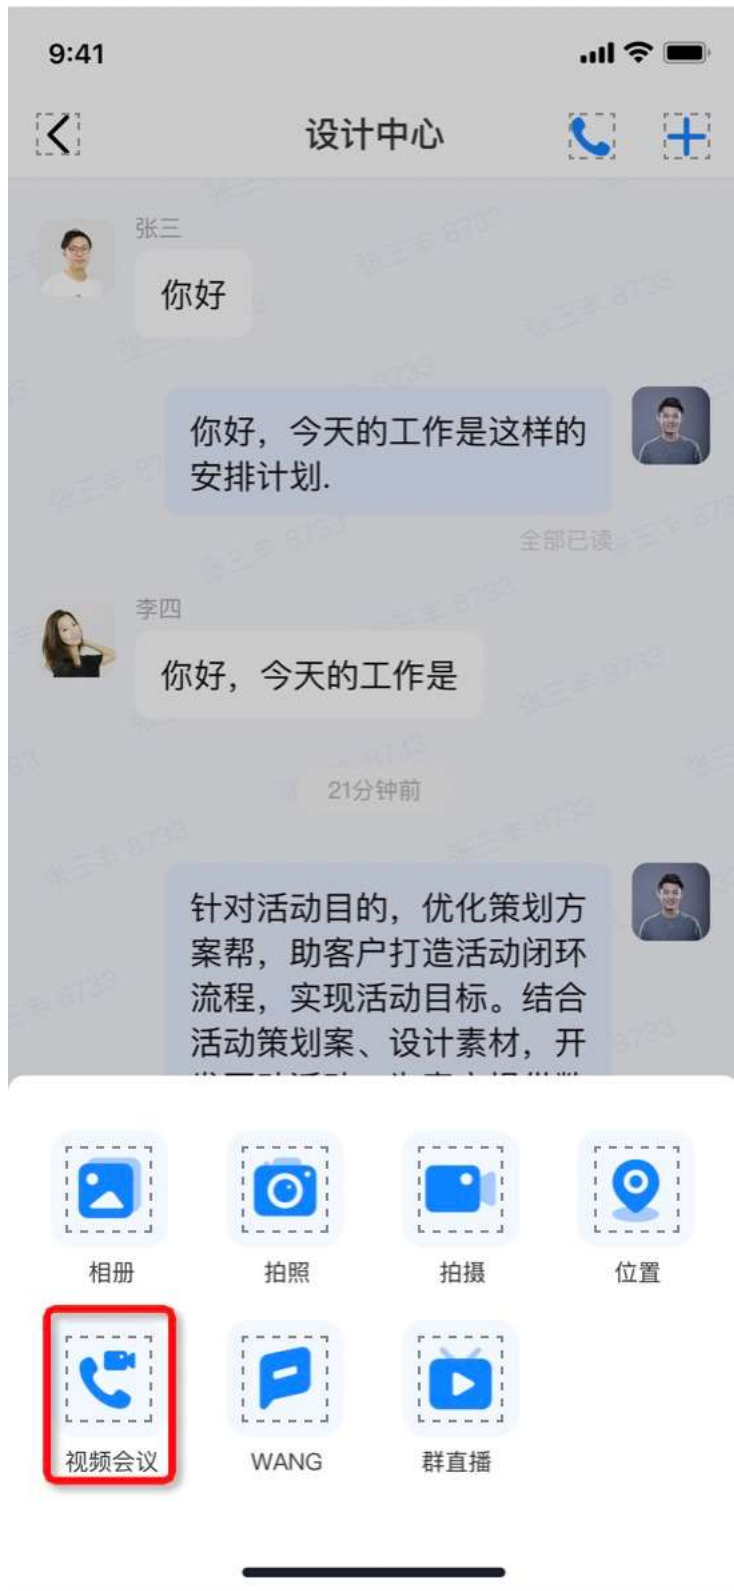 9:41
设计中心
张三
你好
你好，今天的工作是这样的
安排计划.
全部已读
李四
你好，今天的工作是
21分钟前
针对活动目的，优化策划方
案帮，助客户打造活动闭环
流程，实现活动目标。结合
活动策划案、设计素材，开
相册
拍照
拍摄
位置
视频会议
WANG
群直播
张三丰 8733